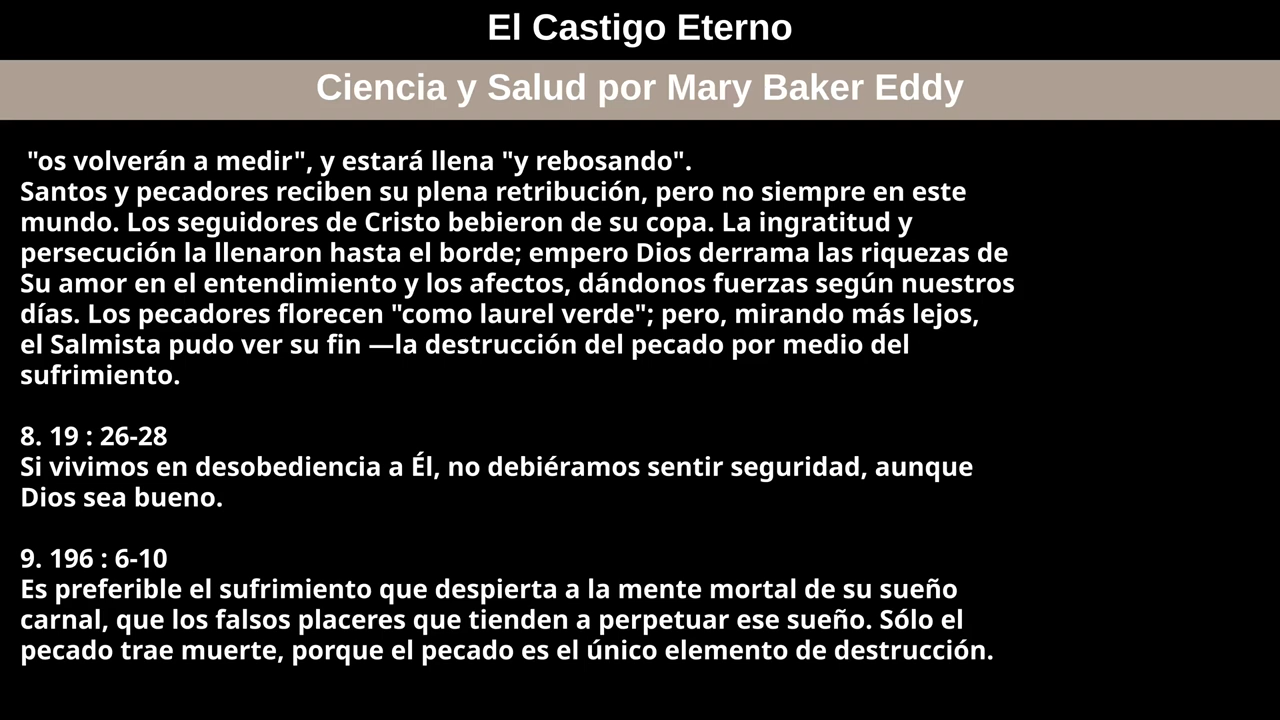 El Castigo Eterno
Ciencia y Salud por Mary Baker Eddy
"os volverán a medir", y estará llena "y rebosando".
Santos y pecadores reciben su plena retribución, pero no siempre en este
mundo. Los seguidores de Cristo bebieron de su copa. La ingratitud y
persecución la llenaron hasta el borde; empero Dios derrama las riquezas de
Su amor en el entendimiento y los afectos, dándonos fuerzas según nuestros
días. Los pecadores florecen "como laurel verde"; pero, mirando más lejos,
el Salmista pudo ver su fin —la destrucción del pecado por medio del
sufrimiento.
8. 19 : 26-28
Si vivimos en desobediencia a Él, no debiéramos sentir seguridad, aunque
Dios sea bueno.
9. 196 : 6-10
Es preferible el sufrimiento que despierta a la mente mortal de su sueño
carnal, que los falsos placeres que tienden a perpetuar ese sueño. Sólo el
pecado trae muerte, porque el pecado es el único elemento de destrucción.